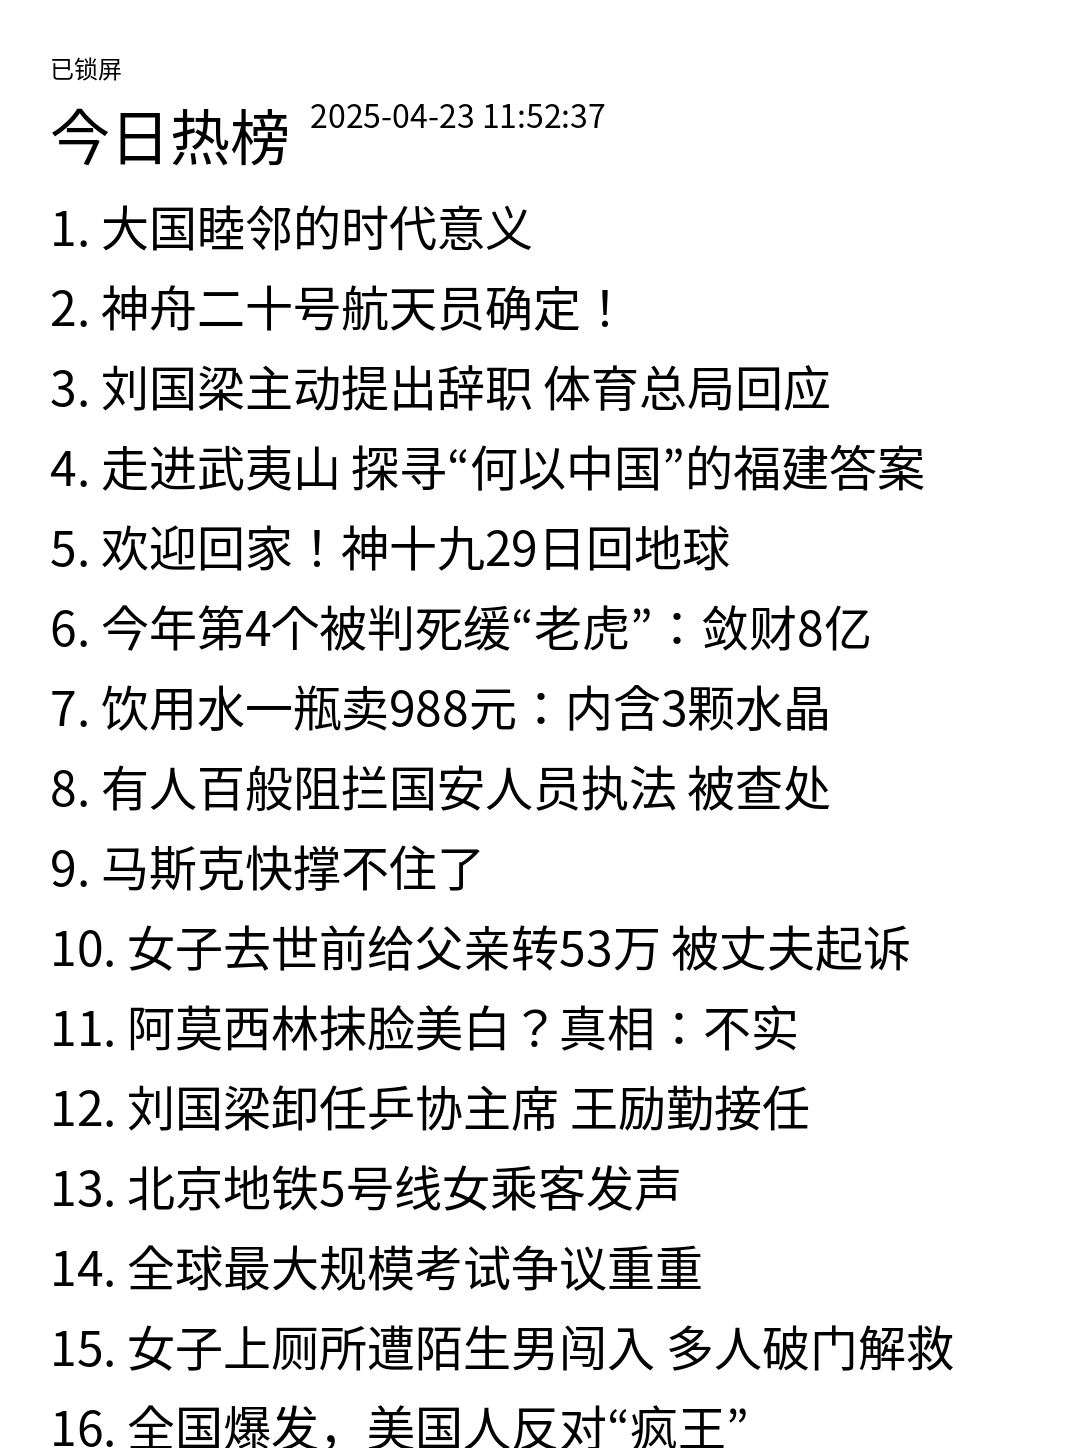 已锁屏
今日热榜 2025-04-23 11:52:37
1. 大国睦邻的时代意义
2. 神舟二十号航天员确定！
3. 刘国梁主动提出辞职 体育总局回应
4. 走进武夷山 探寻“何以中国”的福建答案
5. 欢迎回家！神十九29日回地球
6. 今年第4个被判死缓“老虎”：敛财8亿
7. 饮用水一瓶卖988元：内含3颗水晶
8. 有人百般阻拦国安人员执法 被查处
9. 马斯克快撑不住了
10. 女子去世前给父亲转53万 被丈夫起诉
11. 阿莫西林抹脸美白？真相：不实
12. 刘国梁卸任乒协主席 王励勤接任
13. 北京地铁5号线女乘客发声
14. 全球最大规模考试争议重重
15. 女子上厕所遭陌生男闯入 多人破门解救
16. 全国爆发，美国人反对“疯王”